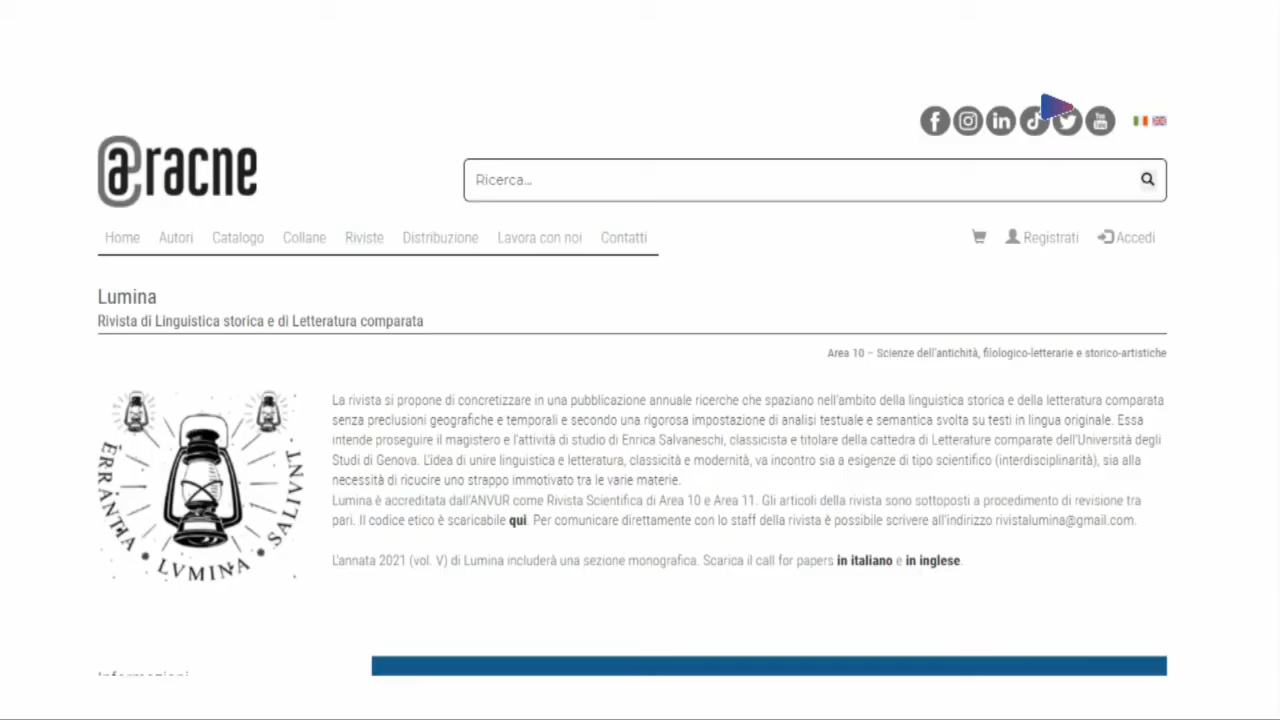 aracne
Ricerca...
Home Autori Catalogo Collane Riviste Distribuzione Lavora con noi Contatti
Registrati Accedi
Lumina
Rivista di Linguistica storica e di Letteratura comparata
Area 10 – Scienze dell'antichità, filologico-letterarie e storico-artistiche
La rivista si propone di concretizzare in una pubblicazione annuale ricerche che spaziano nell'ambito della linguistica storica e della letteratura comparata
senza preclusioni geografiche e temporali e secondo una rigorosa impostazione di analisi testuale e semantica svolta su testi in lingua originale. Essa
intende proseguire il magistero e l'attività di studio di Enrica Salvaneschi, classicista e titolare della cattedra di Letterature comparate dell'Università degli
Studi di Genova. L'idea di unire linguistica e letteratura, classicità e modernità, va incontro sia a esigenze di tipo scientifico (interdisciplinarità), sia alla
necessità di ricucire uno strappo immotivato tra le varie materie.
Lumina è accreditata dall'ANVUR come Rivista Scientifica di Area 10 e Area 11. Gli articoli della rivista sono sottoposti a procedimento di revisione tra
pari. Il codice etico è scaricabile qui. Per comunicare direttamente con lo staff della rivista è possibile scrivere all'indirizzo rivistalumina@gmail.com.
L'annata 2021 (vol. V) di Lumina includerà una sezione monografica. Scarica il call for papers in italiano e in inglese.
ERRANTIA • LVMINA • SALIVNT
Informazioni